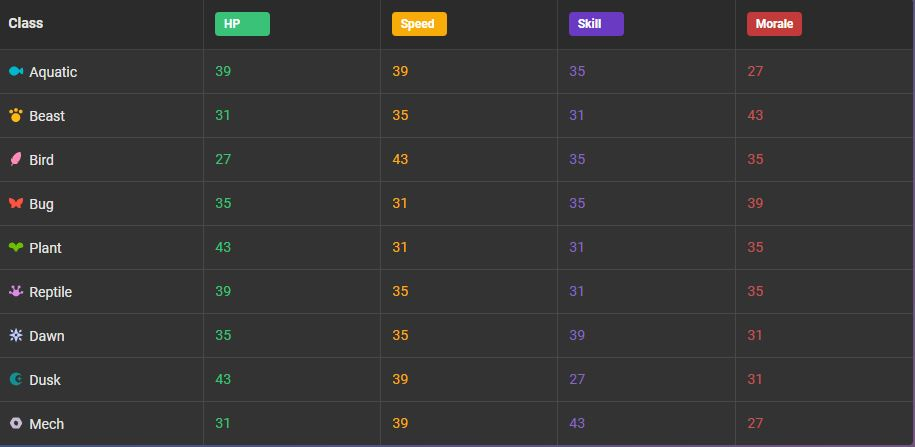 Class HP Speed Skill Morale
Aquatic 39 39 35 27
Beast 31 35 31 43
Bird 27 43 35 35
Bug 35 31 35 39
Plant 43 31 31 35
Reptile 39 35 31 35
Dawn 35 35 39 31
Dusk 43 39 27 31
Mech 31 39 43 27